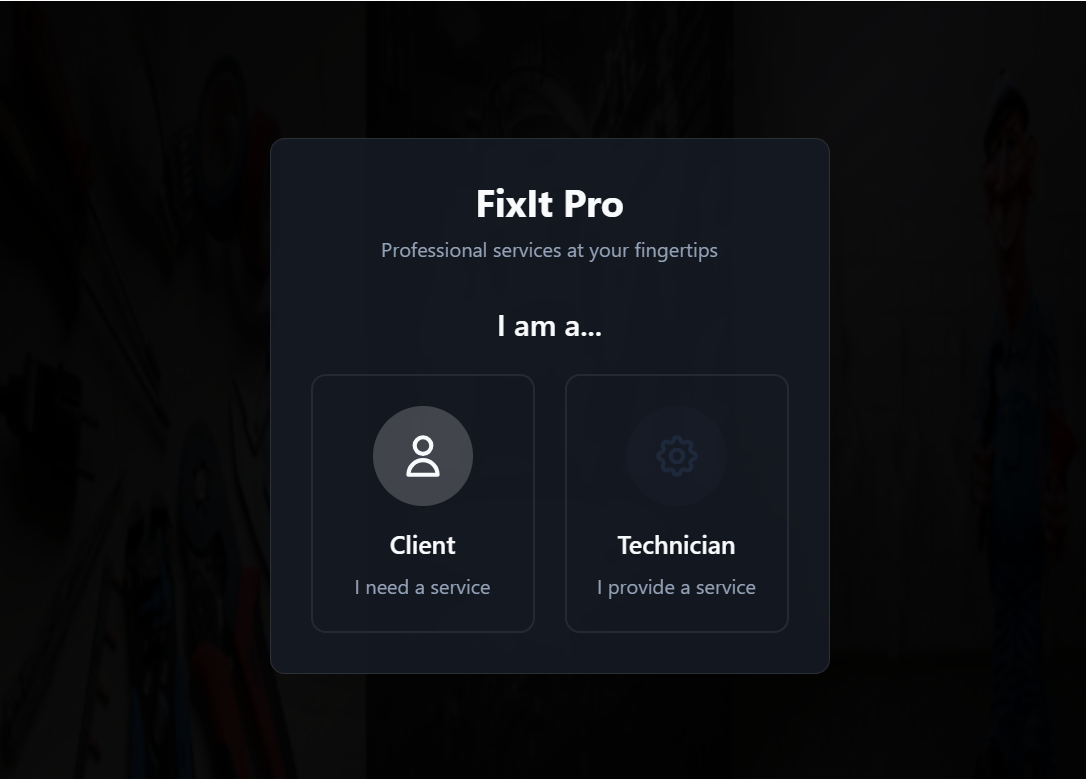 FixIt Pro
Professional services at your fingertips
I am a...
Client
Technician
I need a service
I provide a service